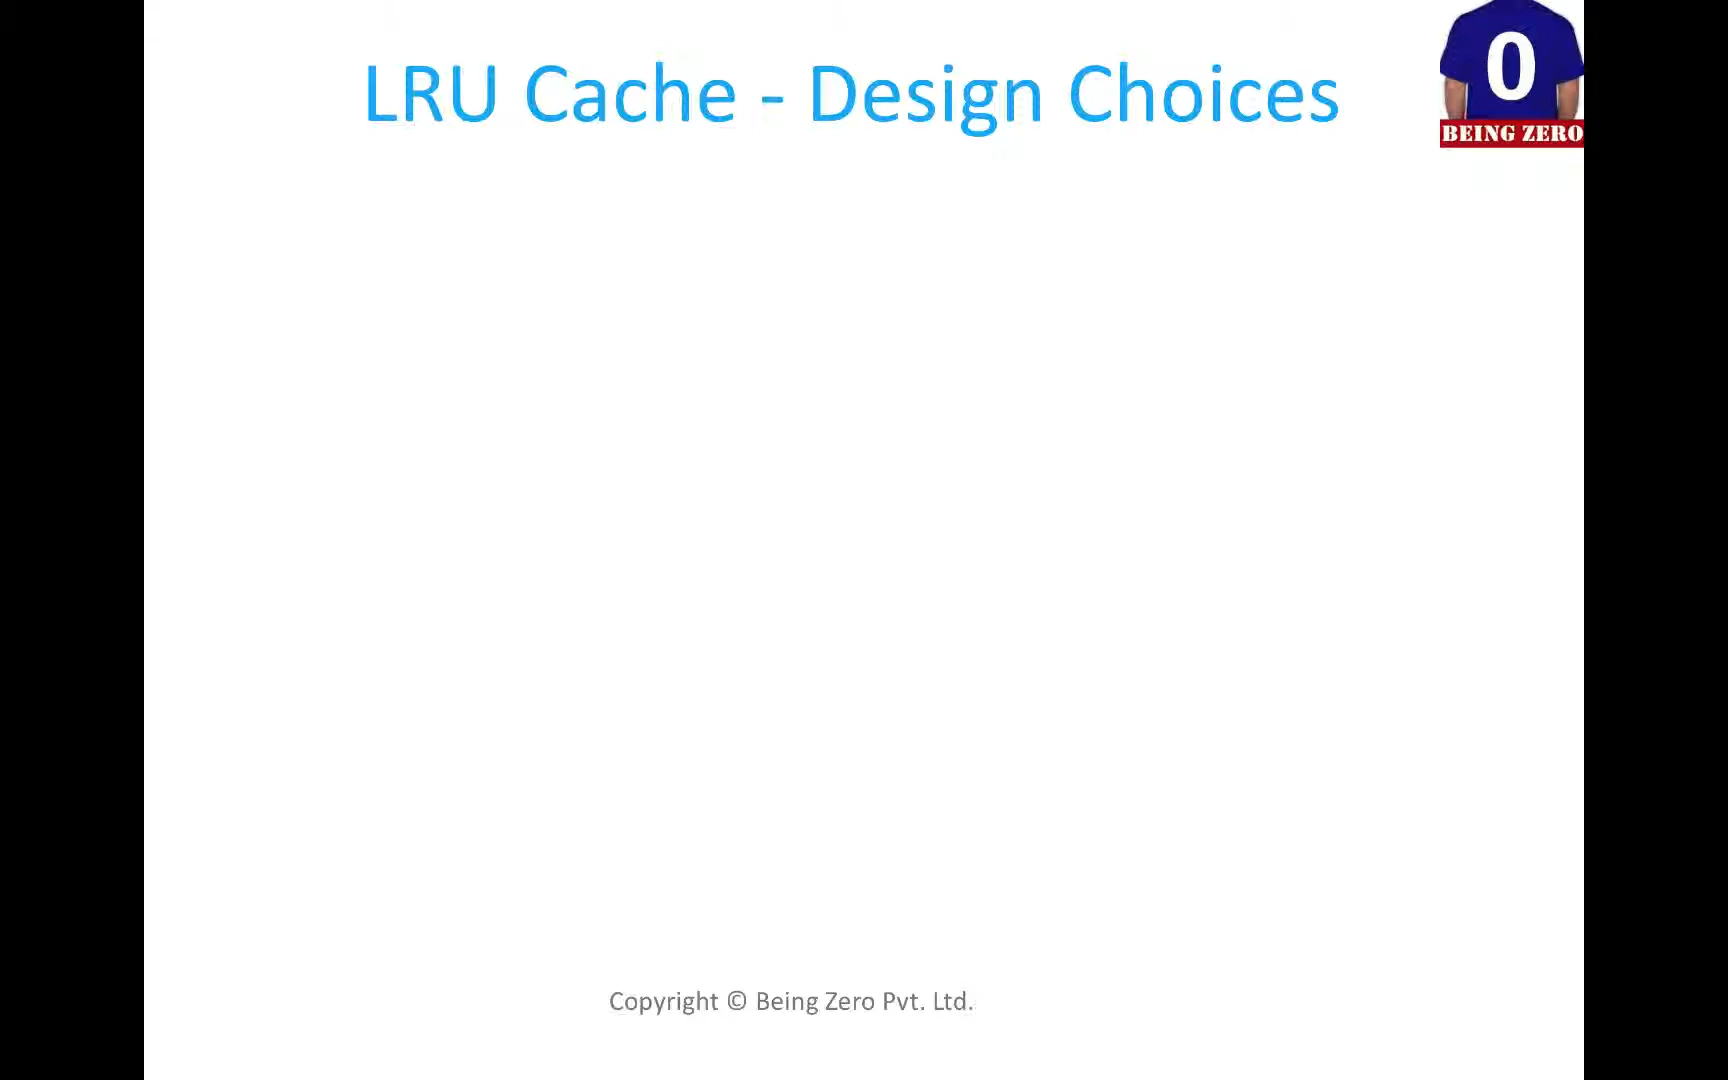 LRU Cache - Design Choices
0
BEING ZERO
Copyright © Being Zero Pvt. Ltd.